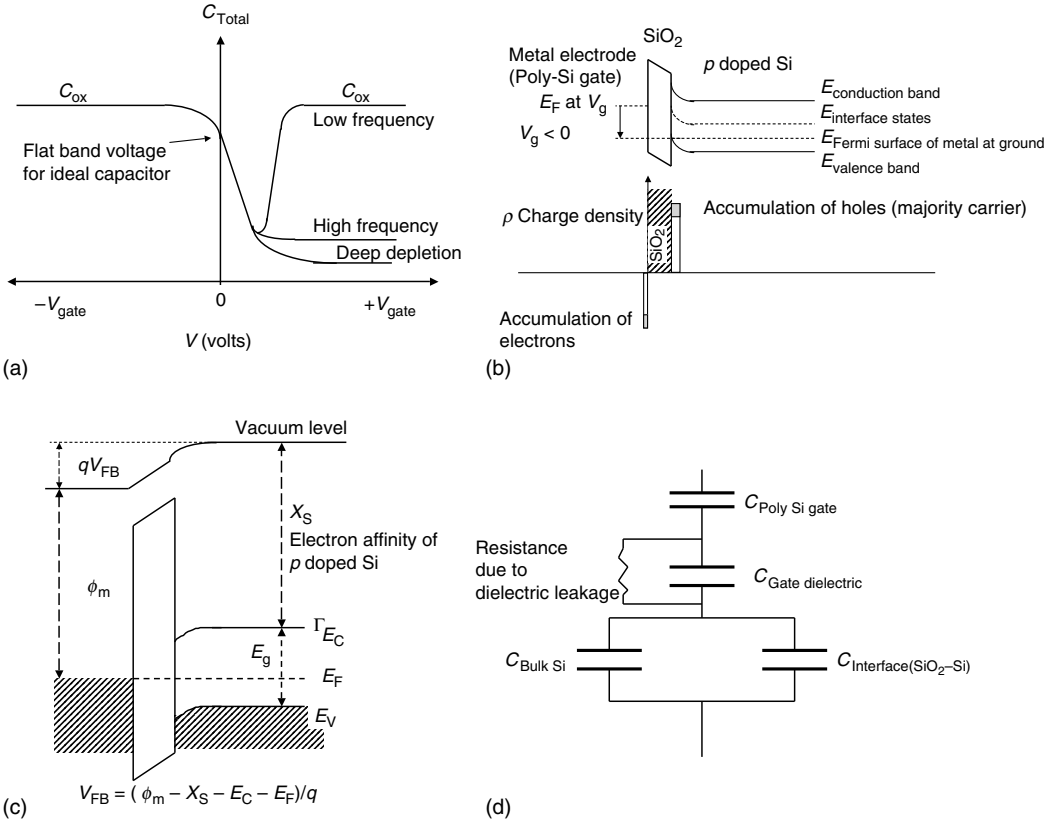 C_Total
C_ox
C_ox
Low frequency
Flat band voltage
for ideal capacitor
High frequency
Deep depletion
−V_gate
0
+V_gate
V (volts)
(a)
SiO₂
Metal electrode
(Poly-Si gate)
p doped Si
E_F at V_g
V_g < 0
E_conduction band
E_interface states
E_Fermi surface of metal at ground
E_valence band
ρ Charge density
SiO₂
Accumulation of holes (majority carrier)
Accumulation of
electrons
(b)
Vacuum level
qV_FB
X_S
Electron affinity of
p doped Si
ϕ_m
Γ_E_C
E_g
E_F
E_V
V_FB = ( ϕ_m − X_S − E_C − E_F)/q
(c)
C_Poly Si gate
Resistance
due to
dielectric leakage
C_Gate dielectric
C_Bulk Si
C_Interface(SiO₂–Si)
(d)